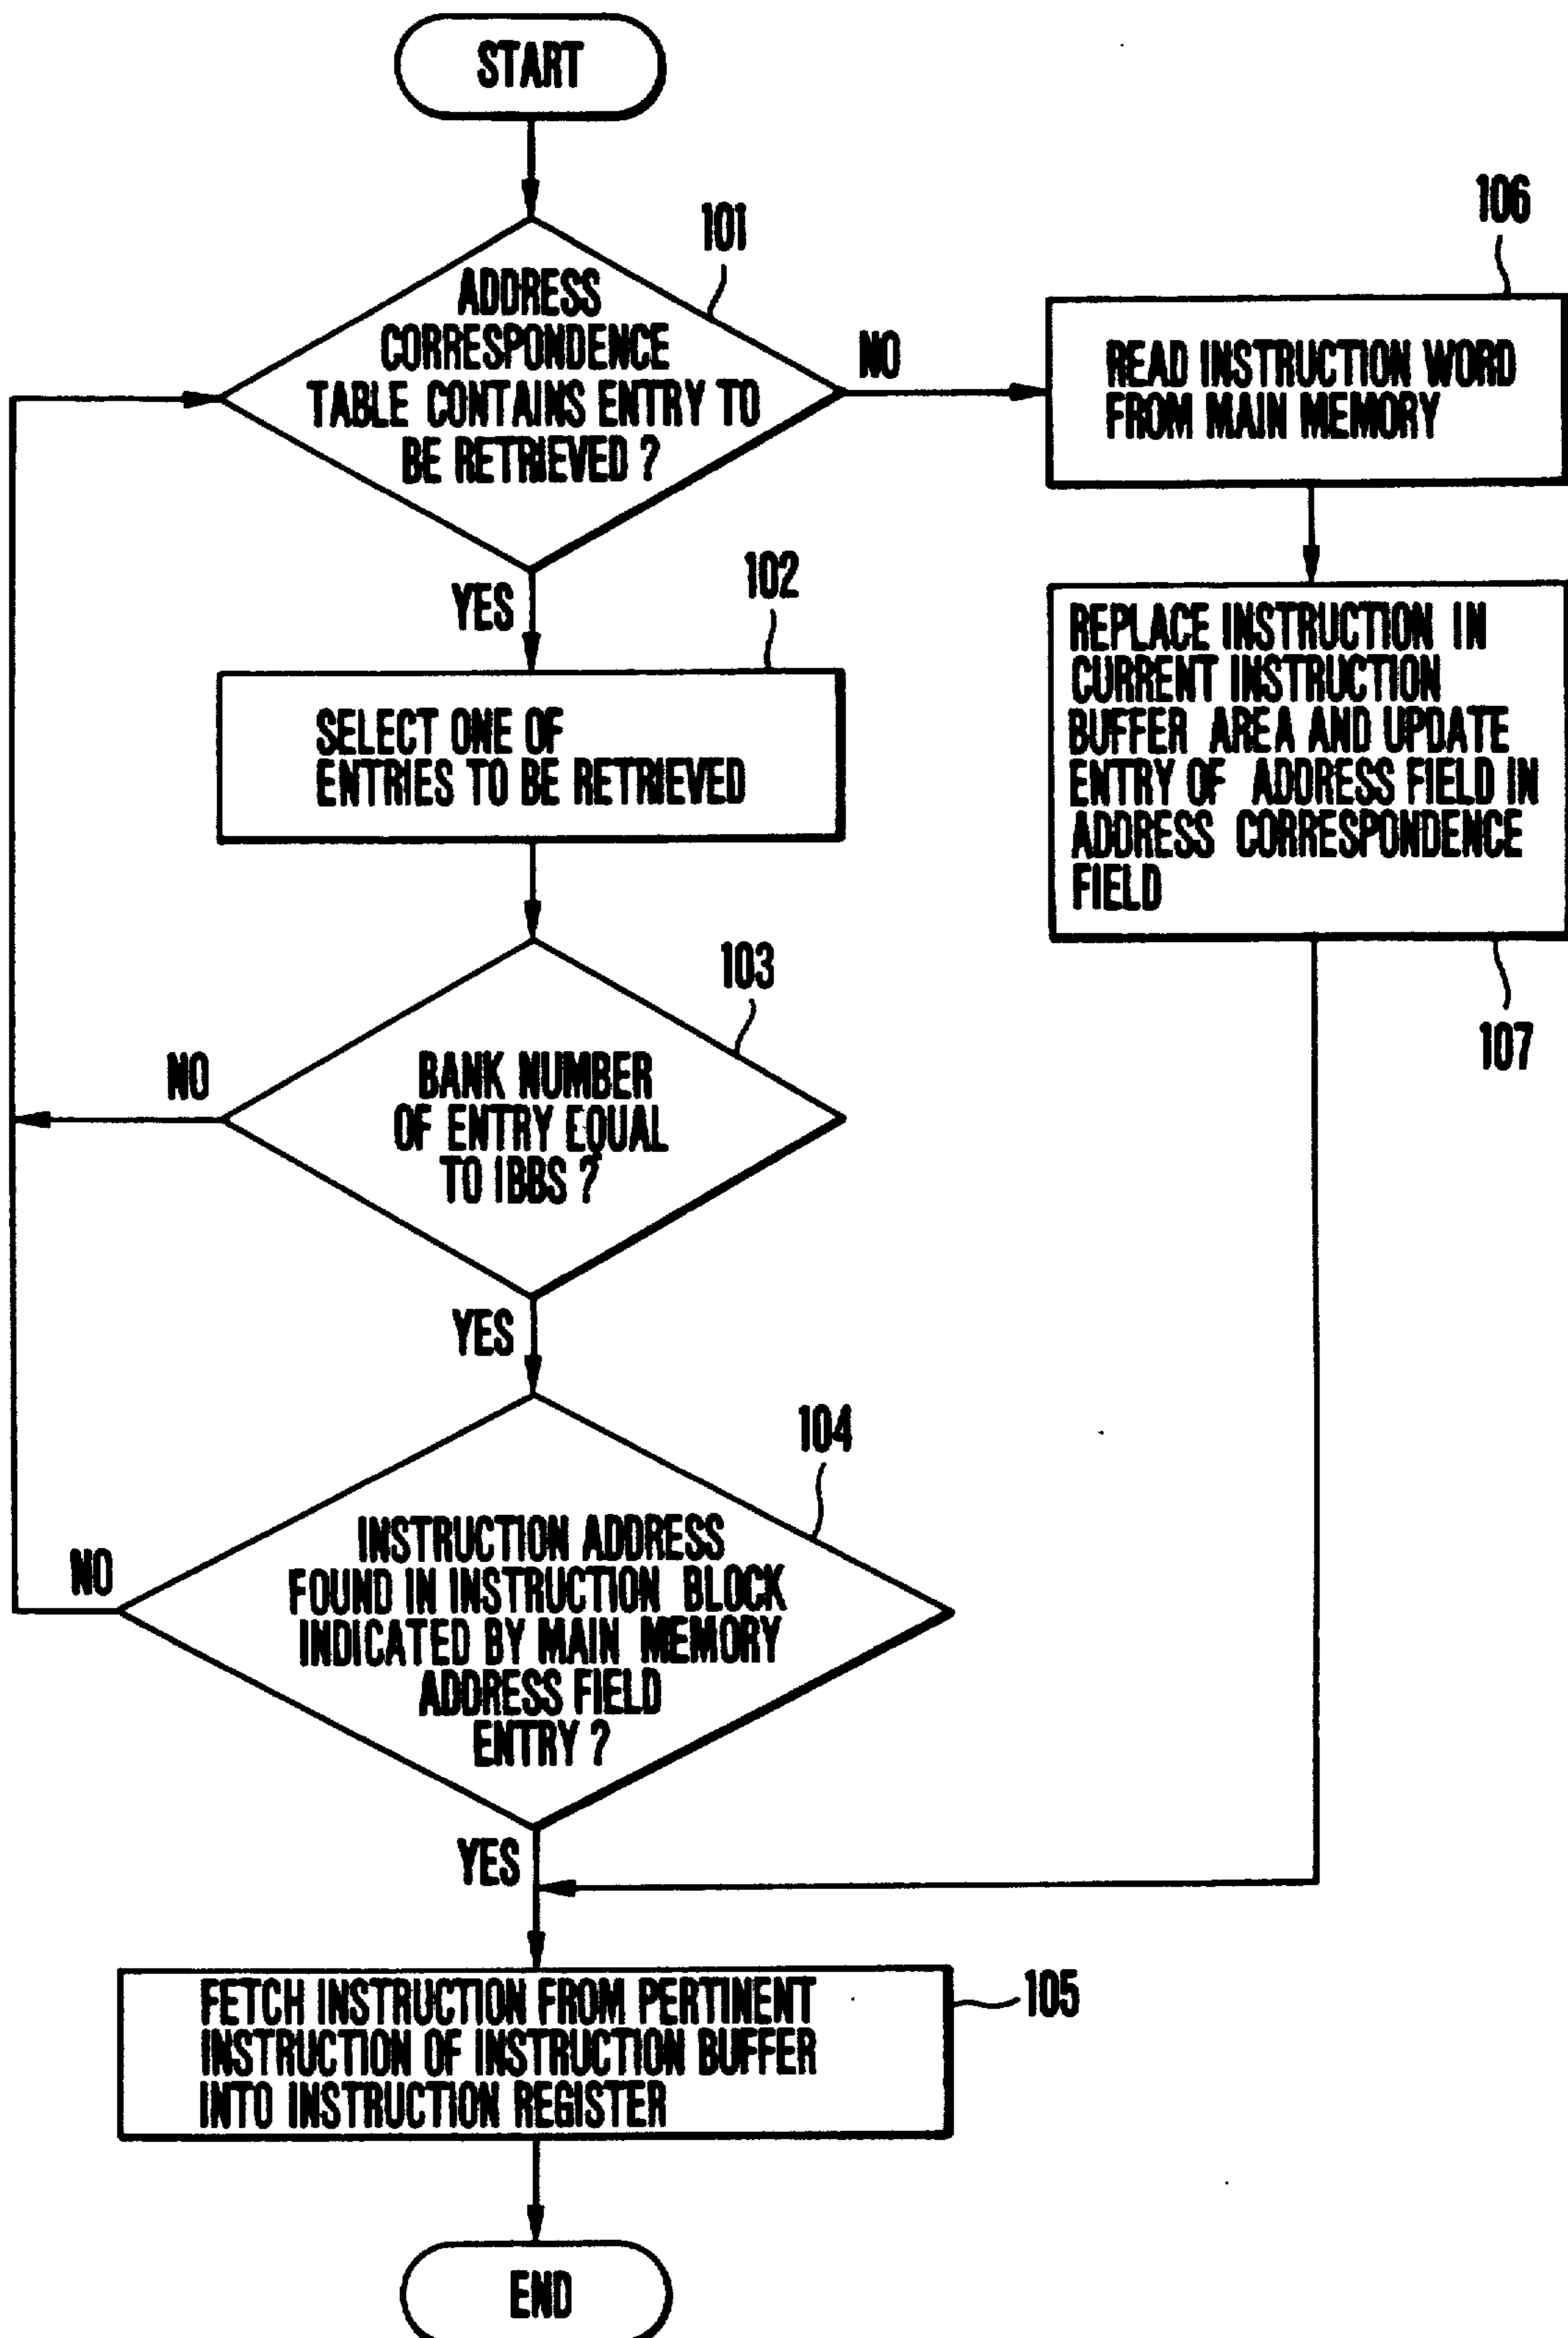 START
101
ADDRESS
CORRESPONDENCE
TABLE CONTAINS ENTRY TO
BE RETRIEVED ?
NO
106
READ INSTRUCTION WORD
FROM MAIN MEMORY
YES
102
SELECT ONE OF
ENTRIES TO BE RETRIEVED
REPLACE INSTRUCTION IN
CURRENT INSTRUCTION
BUFFER AREA AND UPDATE
ENTRY OF ADDRESS FIELD IN
ADDRESS CORRESPONDENCE
FIELD
107
103
NO
BANK NUMBER
OF ENTRY EQUAL
TO IBBS ?
YES
104
NO
INSTRUCTION ADDRESS
FOUND IN INSTRUCTION BLOCK
INDICATED BY MAIN MEMORY
ADDRESS FIELD
ENTRY ?
YES
FETCH INSTRUCTION FROM PERTINENT
INSTRUCTION OF INSTRUCTION BUFFER
INTO INSTRUCTION REGISTER
105
END